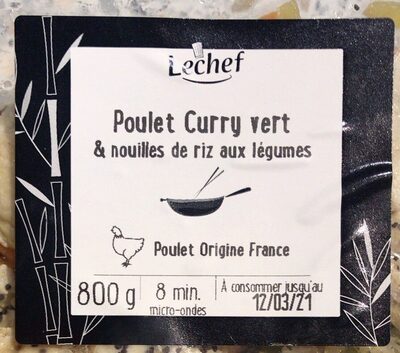 Lechef
Poulet Curry vert
& nouilles de riz aux légumes
Poulet Origine France
800 g
8 min.
micro-ondes
À consommer jusqu'au
12/03/21